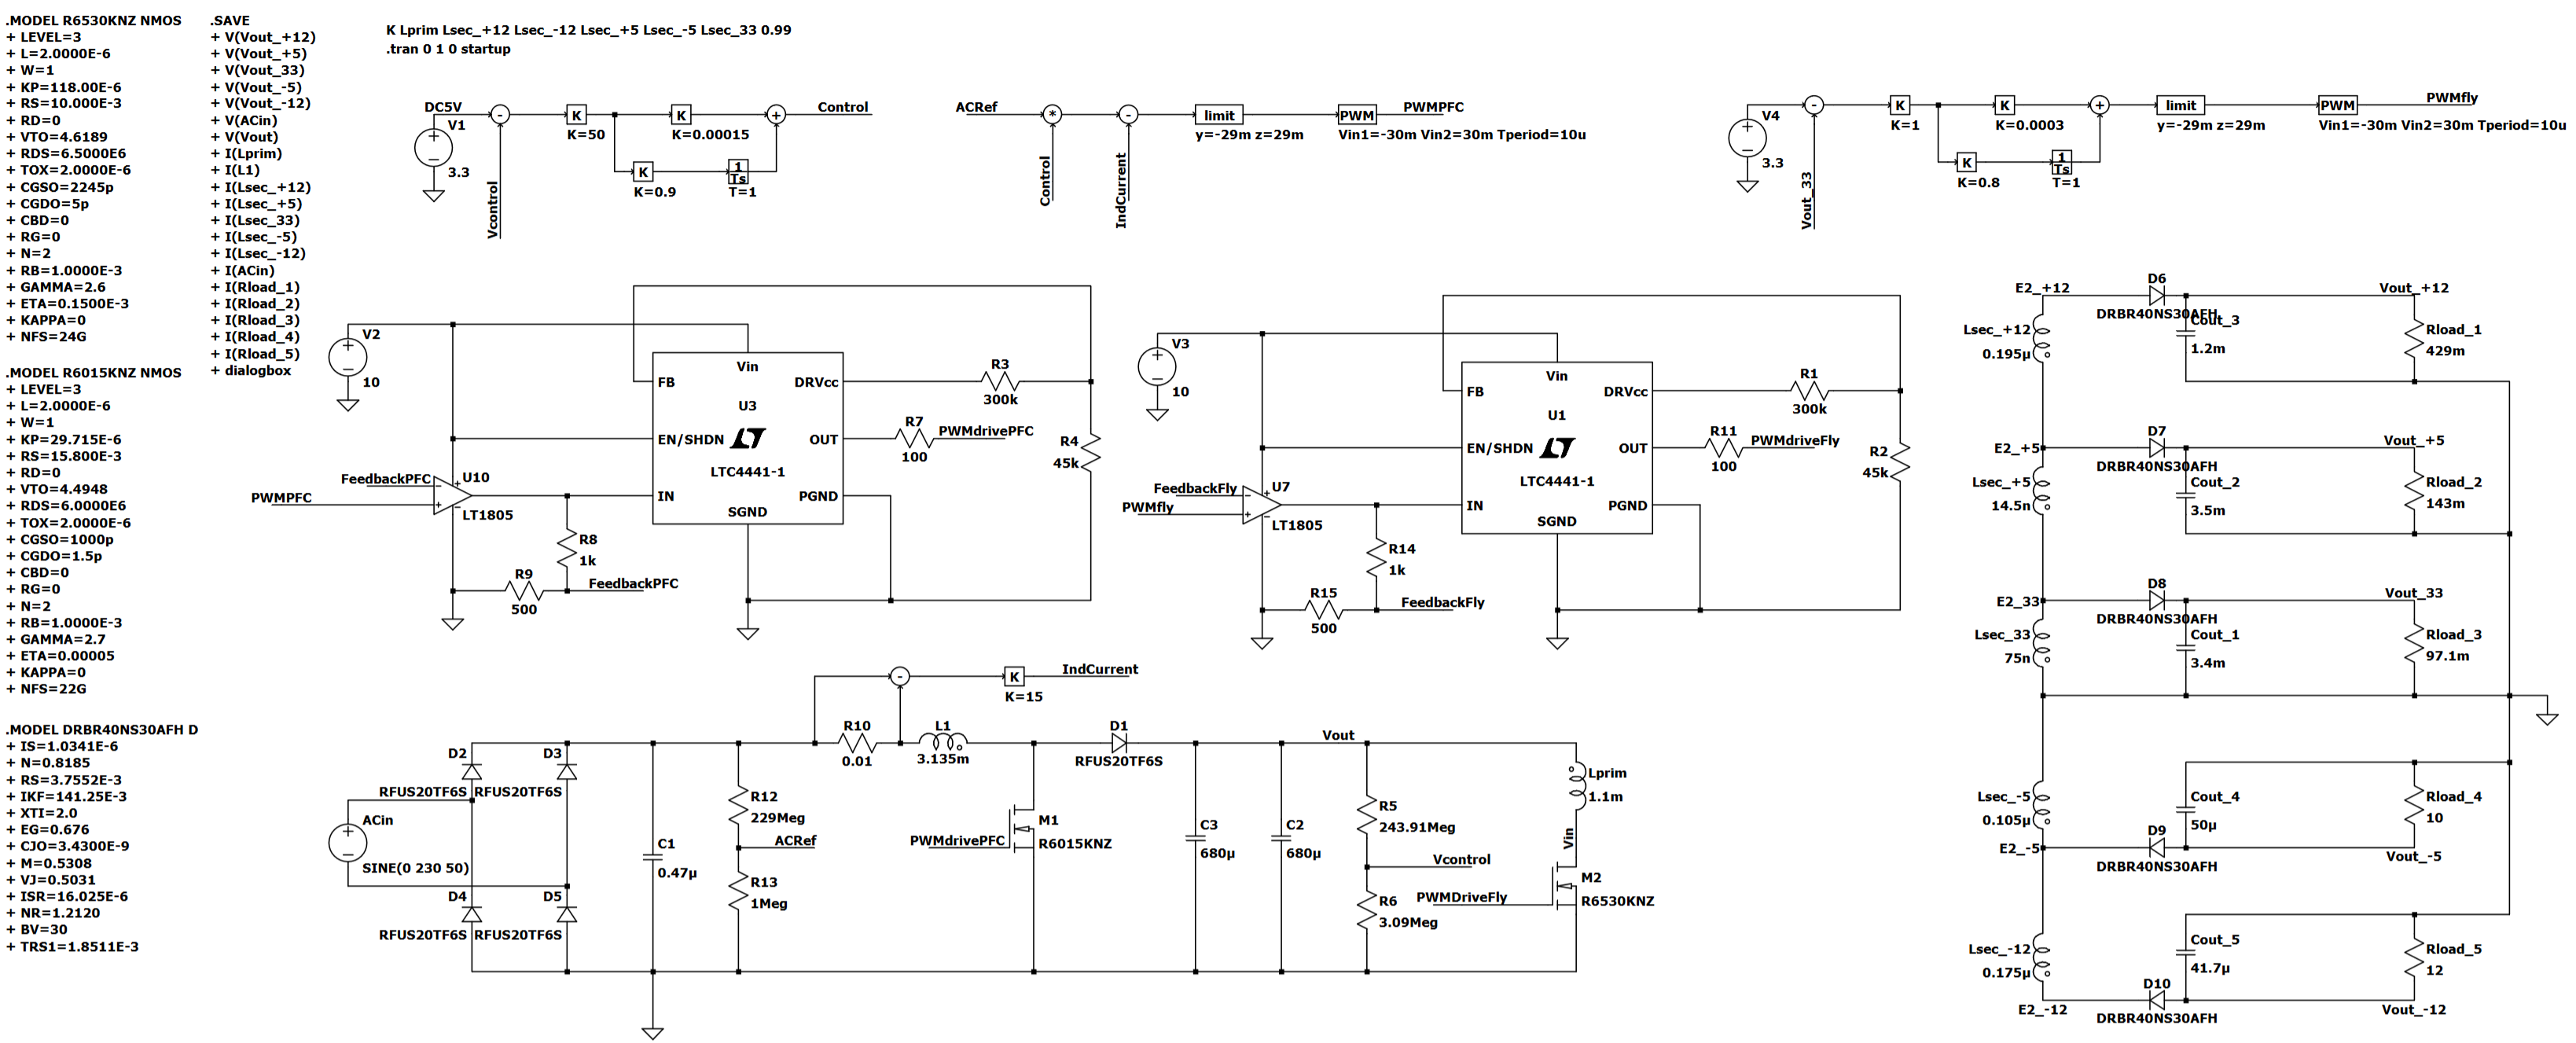 .MODEL R6530KNZ NMOS
+ LEVEL=3
+ L=2.0000E-6
+ W=1
+ KP=118.00E-6
+ RS=10.000E-3
+ RD=0
+ VTO=4.6189
+ RDS=6.5000E6
+ TOX=2.0000E-6
+ CGSO=2245p
+ CGDO=5p
+ CBD=0
+ RG=0
+ N=2
+ RB=1.0000E-3
+ GAMMA=2.6
+ ETA=0.1500E-3
+ KAPPA=0
+ NFS=24G
.MODEL R6015KNZ NMOS
+ LEVEL=3
+ L=2.0000E-6
+ W=1
+ KP=29.715E-6
+ RS=15.800E-3
+ RD=0
+ VTO=4.4948
+ RDS=6.0000E6
+ TOX=2.0000E-6
+ CGSO=1000p
+ CGDO=1.5p
+ CBD=0
+ RG=0
+ N=2
+ RB=1.0000E-3
+ GAMMA=2.7
+ ETA=0.00005
+ KAPPA=0
+ NFS=22G
.MODEL DRBR40NS30AFH D
+ IS=1.0341E-6
+ N=0.8185
+ RS=3.7552E-3
+ IKF=141.25E-3
+ XTI=2.0
+ EG=0.676
+ CJO=3.4300E-9
+ M=0.5308
+ VJ=0.5031
+ ISR=16.025E-6
+ NR=1.2120
+ BV=30
+ TRS1=1.8511E-3
.SAVE
+ V(Vout_+12)
+ V(Vout_+5)
+ V(Vout_33)
+ V(Vout_-5)
+ V(Vout_-12)
+ V(ACin)
+ V(Vout)
+ I(Lprim)
+ I(L1)
+ I(Lsec_+12)
+ I(Lsec_+5)
+ I(Lsec_33)
+ I(Lsec_-5)
+ I(Lsec_-12)
+ I(ACin)
+ I(Rload_1)
+ I(Rload_2)
+ I(Rload_3)
+ I(Rload_4)
+ I(Rload_5)
+ dialogbox
K Lprim Lsec_+12 Lsec_-12 Lsec_+5 Lsec_-5 Lsec_33 0.99
.tran 0 1 0 startup
DC5V
V1
+
−
3.3
-
Vcontrol
K
K=50
K
K=0.00015
K
K=0.9
1
Ts
T=1
+
Control
ACRef
*
Control
-
IndCurrent
limit
y=-29m z=29m
PWM
PWMPFC
Vin1=-30m Vin2=30m Tperiod=10u
V4
+
−
3.3
-
Vout_33
K
K=1
K
K=0.0003
K
K=0.8
1
Ts
T=1
+
limit
y=-29m z=29m
PWM
PWMfly
Vin1=-30m Vin2=30m Tperiod=10u
V2
+
−
10
PWMPFC
FeedbackPFC
U10
LT1805
R8
1k
R9
500
FeedbackPFC
FB
Vin
DRVcc
U3
EN/SHDN
OUT
LTC4441-1
IN
PGND
SGND
R3
300k
R7
100
PWMdrivePFC
R4
45k
V3
+
−
10
FeedbackFly
PWMfly
U7
LT1805
R14
1k
R15
500
FeedbackFly
FB
Vin
DRVcc
U1
EN/SHDN
OUT
LTC4441-1
IN
PGND
SGND
R1
300k
R11
100
PWMdriveFly
R2
45k
-
K
K=15
IndCurrent
ACin
SINE(0 230 50)
D2
RFUS20TF6S
D3
RFUS20TF6S
D4
RFUS20TF6S
D5
RFUS20TF6S
C1
0.47µ
R12
229Meg
ACRef
R13
1Meg
R10
0.01
L1
3.135m
PWMdrivePFC
M1
R6015KNZ
D1
RFUS20TF6S
C3
680µ
C2
680µ
Vout
R5
243.91Meg
Vcontrol
R6
3.09Meg
Lprim
1.1m
Vin
PWMDriveFly
M2
R6530KNZ
E2_+12
D6
DRBR40NS30AFH
Vout_+12
Lsec_+12
0.195µ
Cout_3
1.2m
Rload_1
429m
E2_+5
D7
DRBR40NS30AFH
Vout_+5
Lsec_+5
14.5n
Cout_2
3.5m
Rload_2
143m
E2_33
D8
DRBR40NS30AFH
Vout_33
Lsec_33
75n
Cout_1
3.4m
Rload_3
97.1m
Lsec_-5
0.105µ
Cout_4
50µ
Rload_4
10
E2_-5
D9
DRBR40NS30AFH
Vout_-5
Lsec_-12
0.175µ
Cout_5
41.7µ
Rload_5
12
E2_-12
D10
DRBR40NS30AFH
Vout_-12